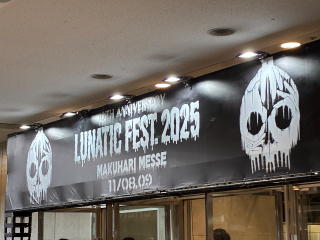 ANNIVERSARY
LUNATIC FEST. 2025
MAKUHARI MESSE
11/08.09